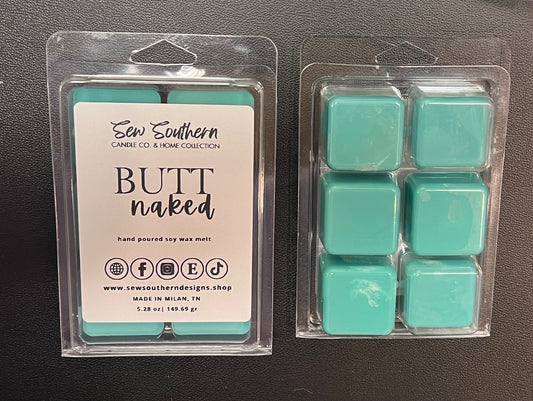 Sew Southern
CANDLE CO. & HOME COLLECTION
BUTT
naked
hand poured soy wax melt
www.sewsoutherndesigns.shop
MADE IN MILAN, TN
5.28 oz| 149.69 gr